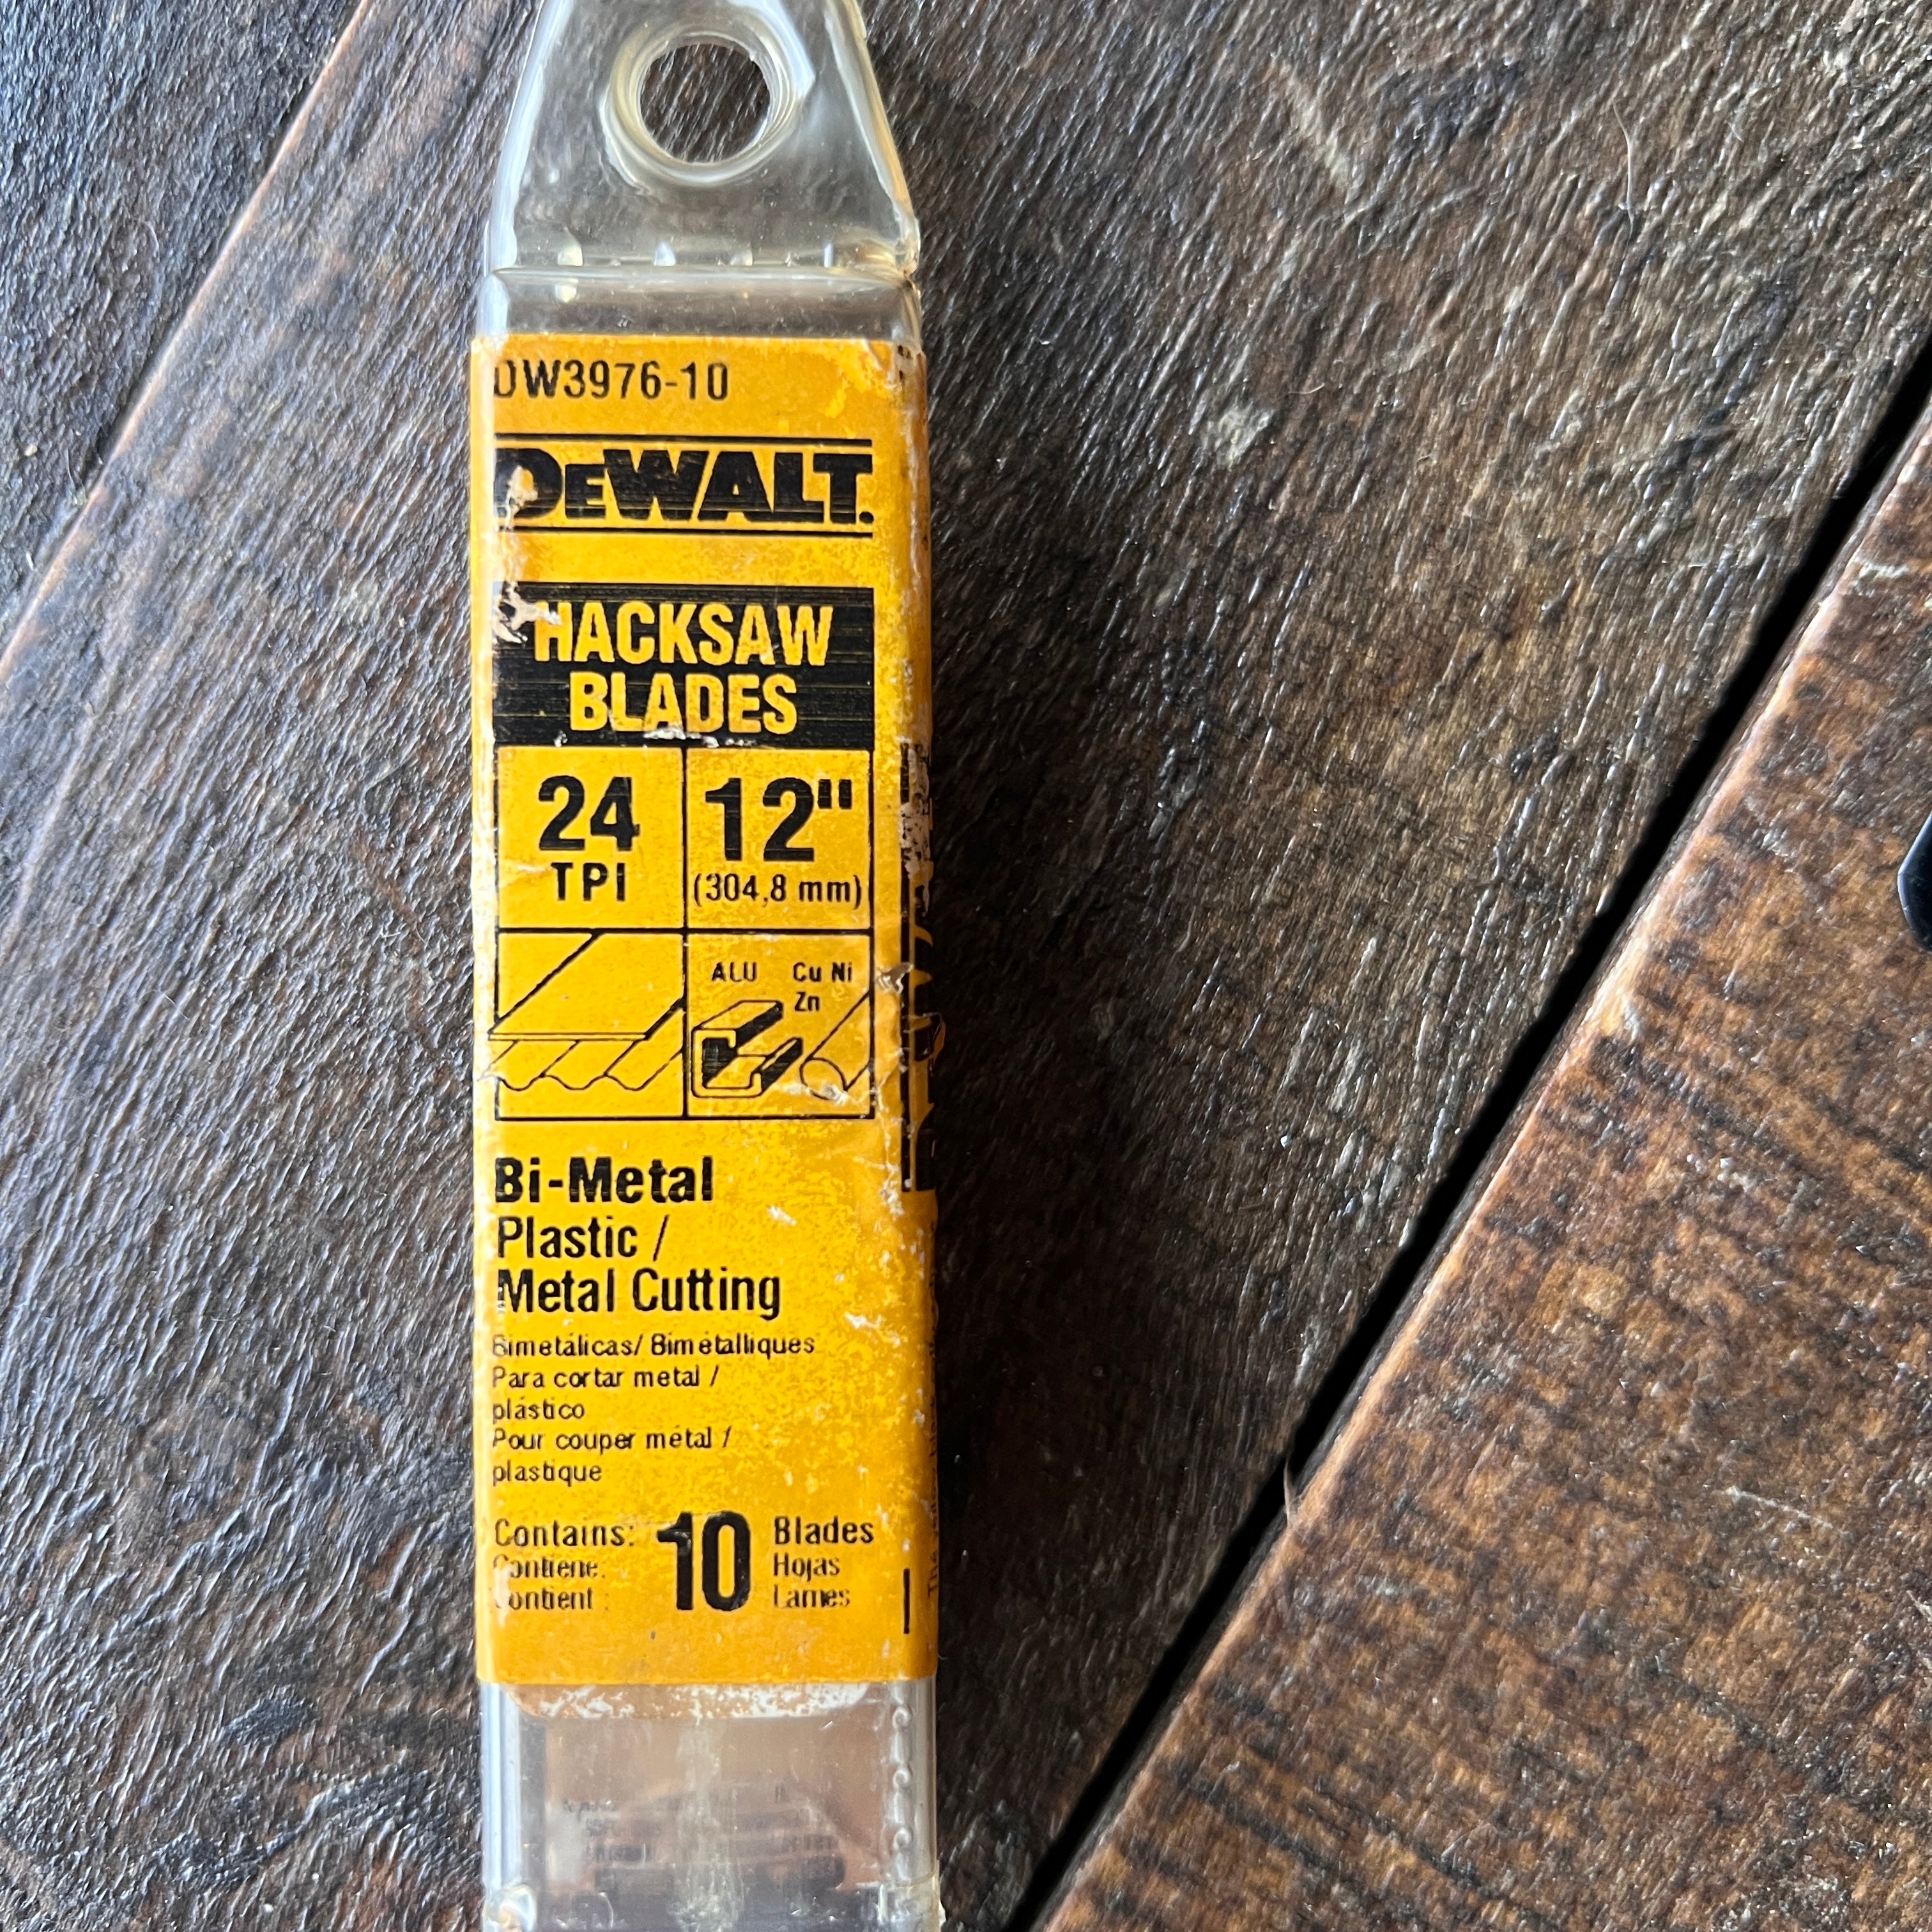 DW3976-10
DEWALT.
HACKSAW
BLADES
24
TPI
12"
(304,8 mm)
ALU Cu Ni
Zn
Bi-Metal
Plastic /
Metal Cutting
Bimetálicas/ Bimétalliques
Para cortar metal /
plástico
Pour couper métal /
plastique
Contains: 10 Blades
Contiene: Hojas
Contient : Lames